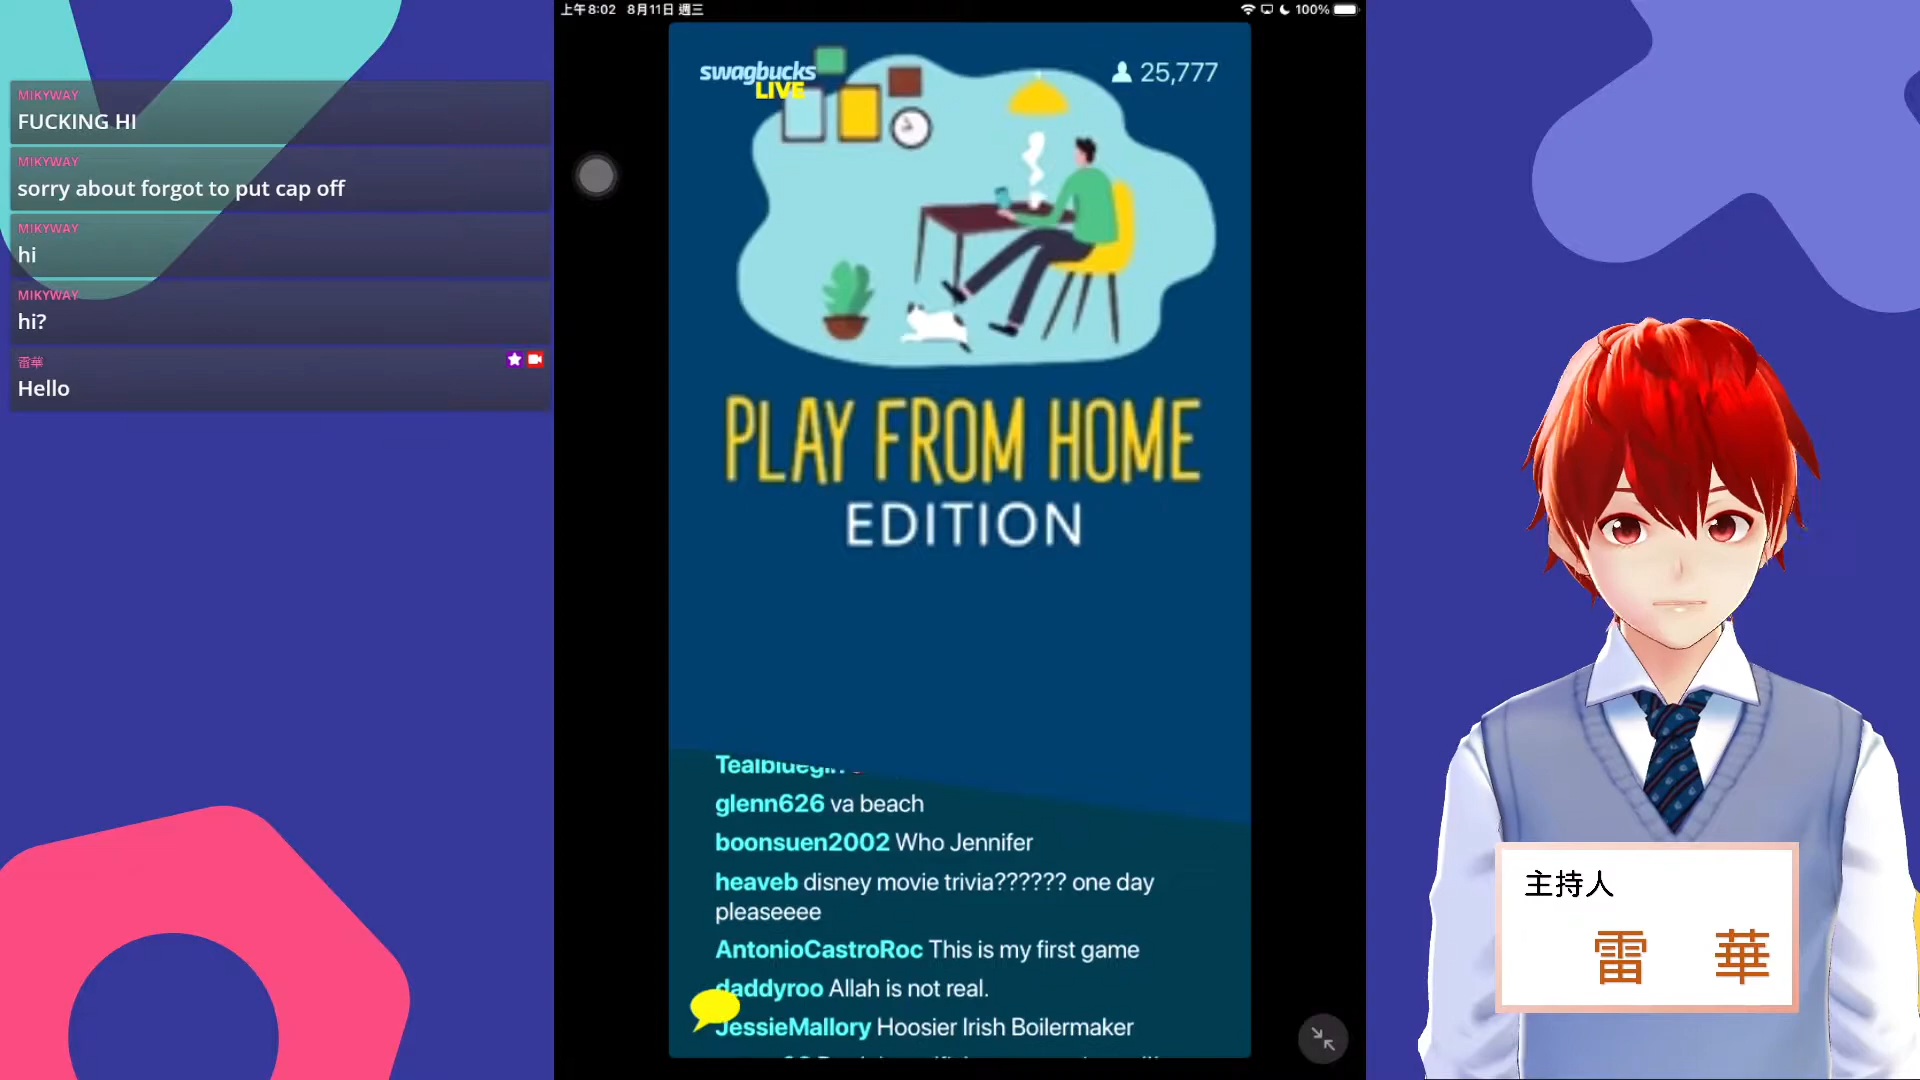 MIKYWAY
FUCKING HI
MIKYWAY
sorry about forgot to put cap off
MIKYWAY
hi
MIKYWAY
hi?
雷華
Hello
上午8:02 8月11日 週三
100%
swagbucks
LIVE
25,777
PLAY FROM HOME
EDITION
glenn626 va beach
boonsuen2002 Who Jennifer
heaveb disney movie trivia?????? one day
pleaseeee
AntonioCastroRoc This is my first game
daddyroo Allah is not real.
JessieMallory Hoosier Irish Boilermaker
主持人
雷 華